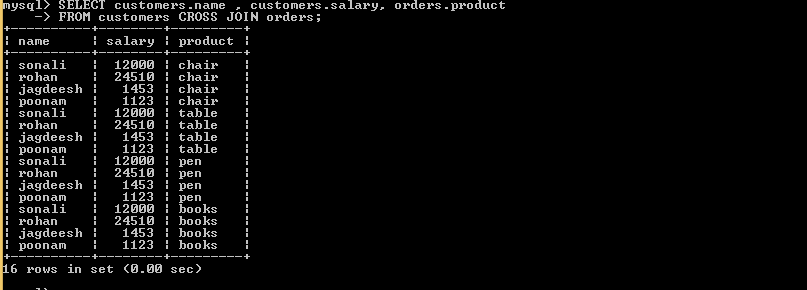 mysql> SELECT customers.name , customers.salary, orders.product
    -> FROM customers CROSS JOIN orders;
+----------+--------+---------+
¦ name     ¦ salary ¦ product ¦
+----------+--------+---------+
¦ sonali   ¦  12000 ¦ chair   ¦
¦ rohan    ¦  24510 ¦ chair   ¦
¦ jagdeesh ¦   1453 ¦ chair   ¦
¦ poonam   ¦   1123 ¦ chair   ¦
¦ sonali   ¦  12000 ¦ table   ¦
¦ rohan    ¦  24510 ¦ table   ¦
¦ jagdeesh ¦   1453 ¦ table   ¦
¦ poonam   ¦   1123 ¦ table   ¦
¦ sonali   ¦  12000 ¦ pen     ¦
¦ rohan    ¦  24510 ¦ pen     ¦
¦ jagdeesh ¦   1453 ¦ pen     ¦
¦ poonam   ¦   1123 ¦ pen     ¦
¦ sonali   ¦  12000 ¦ books   ¦
¦ rohan    ¦  24510 ¦ books   ¦
¦ jagdeesh ¦   1453 ¦ books   ¦
¦ poonam   ¦   1123 ¦ books   ¦
+----------+--------+---------+
16 rows in set (0.00 sec)